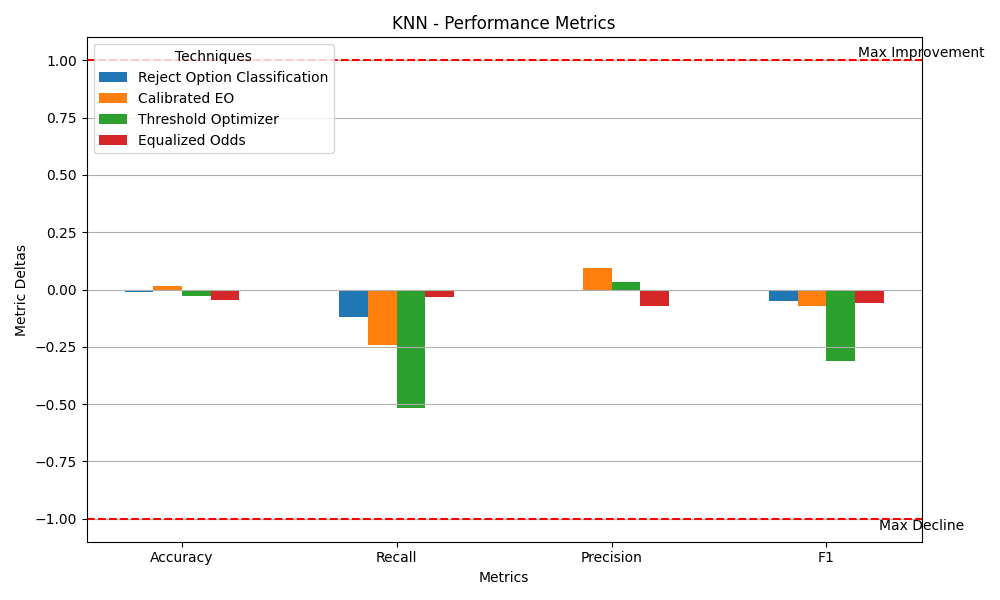 KNN - Performance Metrics
Max Improvement
Techniques
Reject Option Classification
Calibrated EO
Threshold Optimizer
Equalized Odds
1.00
0.75
0.50
0.25
0.00
−0.25
−0.50
−0.75
−1.00
Metric Deltas
Max Decline
Accuracy
Recall
Precision
F1
Metrics